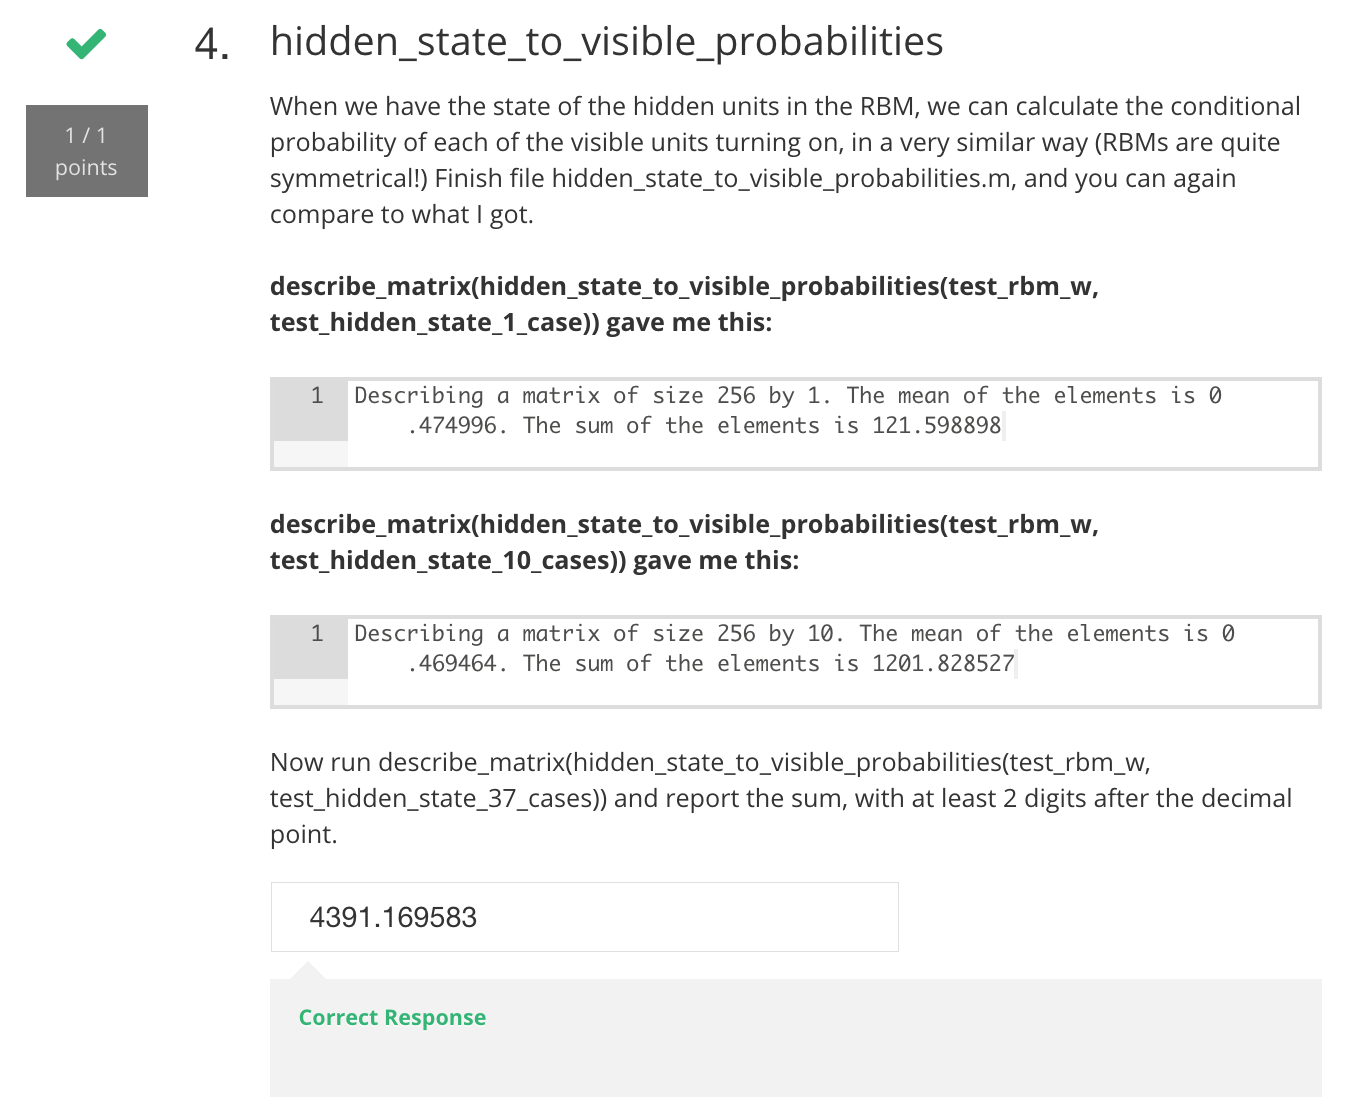 4. hidden_state_to_visible_probabilities
1 / 1
points
When we have the state of the hidden units in the RBM, we can calculate the conditional
probability of each of the visible units turning on, in a very similar way (RBMs are quite
symmetrical!) Finish file hidden_state_to_visible_probabilities.m, and you can again
compare to what I got.
describe_matrix(hidden_state_to_visible_probabilities(test_rbm_w,
test_hidden_state_1_case)) gave me this:
1 Describing a matrix of size 256 by 1. The mean of the elements is 0
.474996. The sum of the elements is 121.598898
describe_matrix(hidden_state_to_visible_probabilities(test_rbm_w,
test_hidden_state_10_cases)) gave me this:
1 Describing a matrix of size 256 by 10. The mean of the elements is 0
.469464. The sum of the elements is 1201.828527
Now run describe_matrix(hidden_state_to_visible_probabilities(test_rbm_w,
test_hidden_state_37_cases)) and report the sum, with at least 2 digits after the decimal
point.
4391.169583
Correct Response